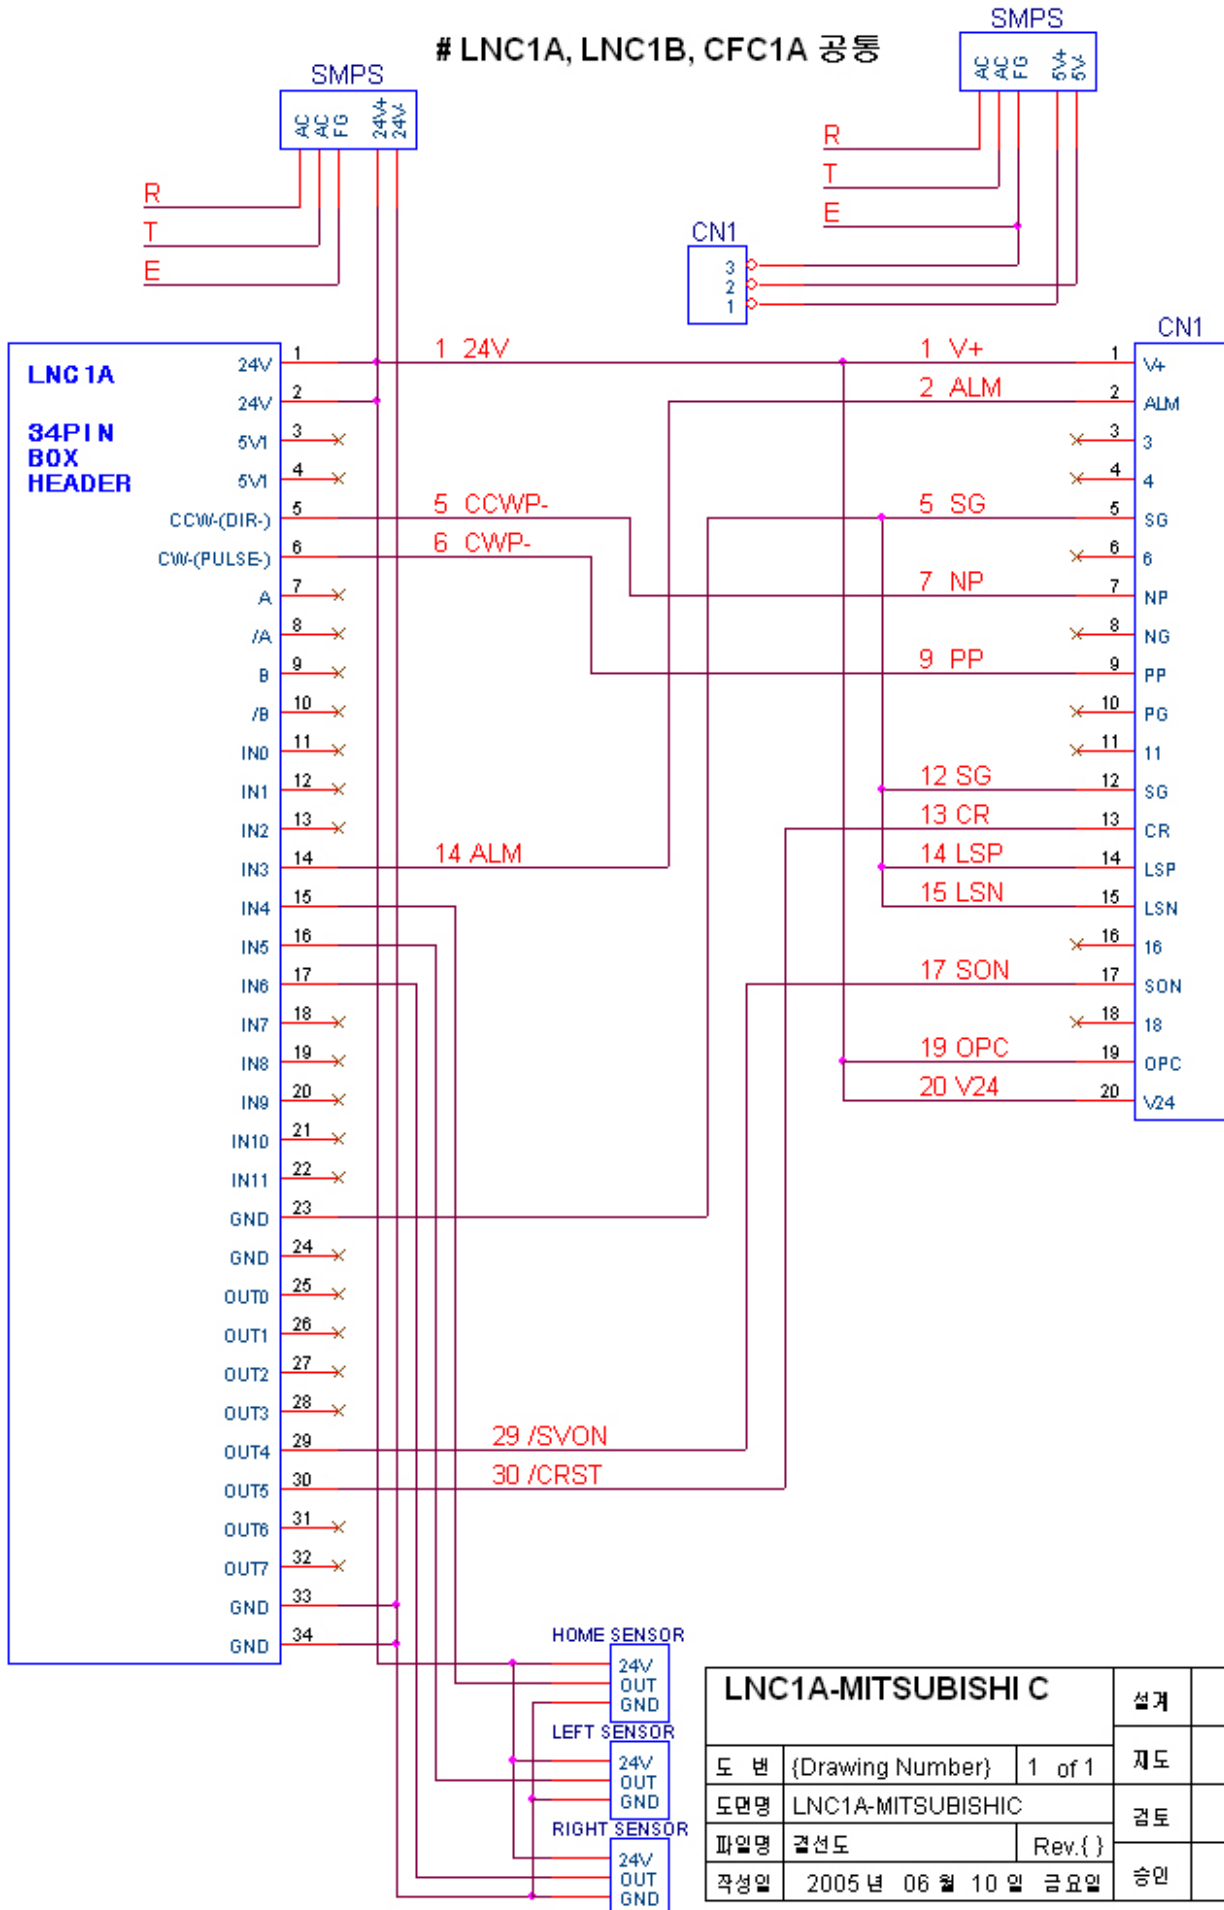 # LNC1A, LNC1B, CFC1A 공통
SMPS
AC
AC
FG
24V+
24V-
R
T
E
SMPS
AC
AC
FG
5V+
5V-
R
T
E
CN1
3
2
1
LNC1A
34PIN
BOX
HEADER
24V 1
24V 2
5V1 3
5V1 4
CCW-(DIR-) 5
CW-(PULSE-) 6
A 7
/A 8
B 9
/B 10
IN0 11
IN1 12
IN2 13
IN3 14
IN4 15
IN5 16
IN6 17
IN7 18
IN8 19
IN9 20
IN10 21
IN11 22
GND 23
GND 24
OUT0 25
OUT1 26
OUT2 27
OUT3 28
OUT4 29
OUT5 30
OUT6 31
OUT7 32
GND 33
GND 34
1 24V
5 CCWP-
6 CWP-
14 ALM
29 /SVON
30 /CRST
1 V+
2 ALM
5 SG
7 NP
9 PP
12 SG
13 CR
14 LSP
15 LSN
17 SON
19 OPC
20 V24
CN1
1 V+
2 ALM
3 3
4 4
5 SG
6 6
7 NP
8 NG
9 PP
10 PG
11 11
12 SG
13 CR
14 LSP
15 LSN
16 16
17 SON
18 18
19 OPC
20 V24
HOME SENSOR
24V
OUT
GND
LEFT SENSOR
24V
OUT
GND
RIGHT SENSOR
24V
OUT
GND
LNC1A-MITSUBISHI C
도 번 {Drawing Number} 1 of 1
도면명 LNC1A-MITSUBISHIC
파일명 결선도 Rev.{ }
작성일 2005 년 06 월 10 일 금요일
설계
제도
검토
승인